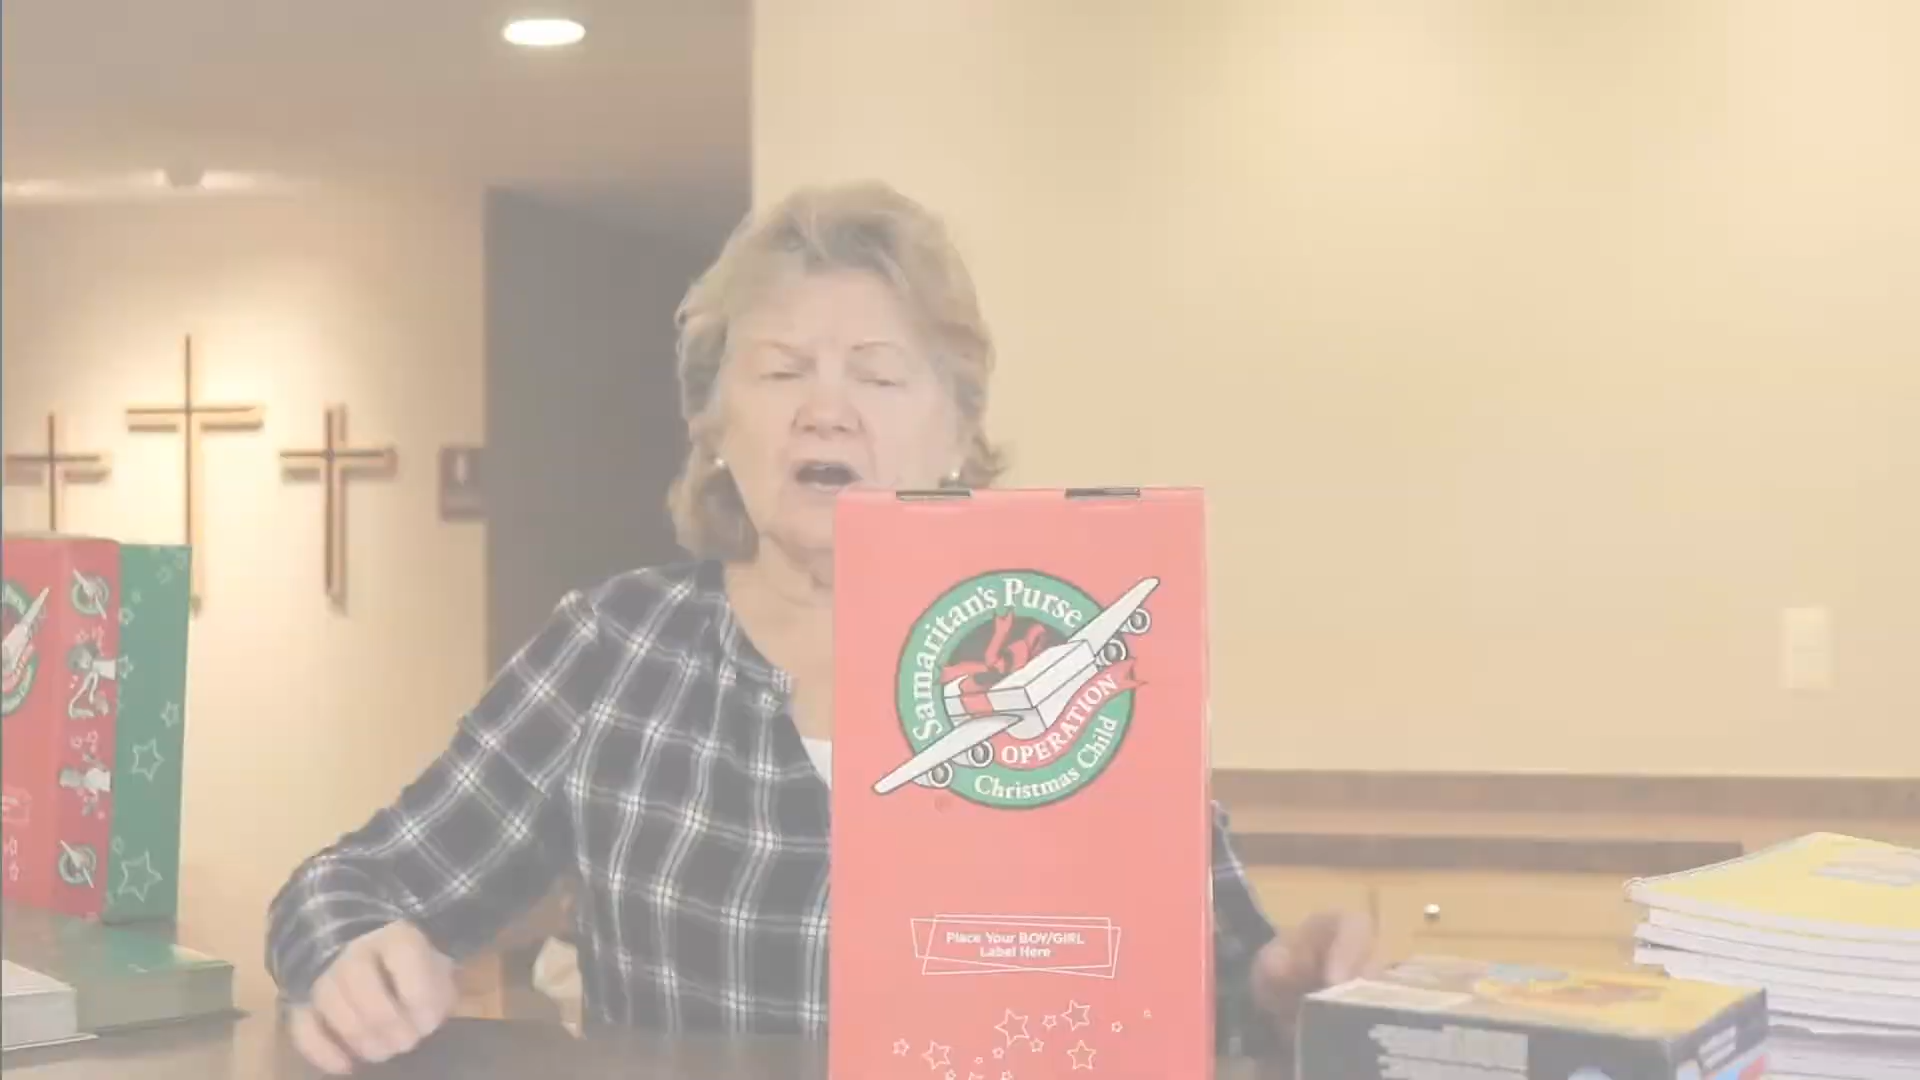 Samaritan's Purse
OPERATION
Christmas Child
®
Place Your BOY/GIRL
Label Here